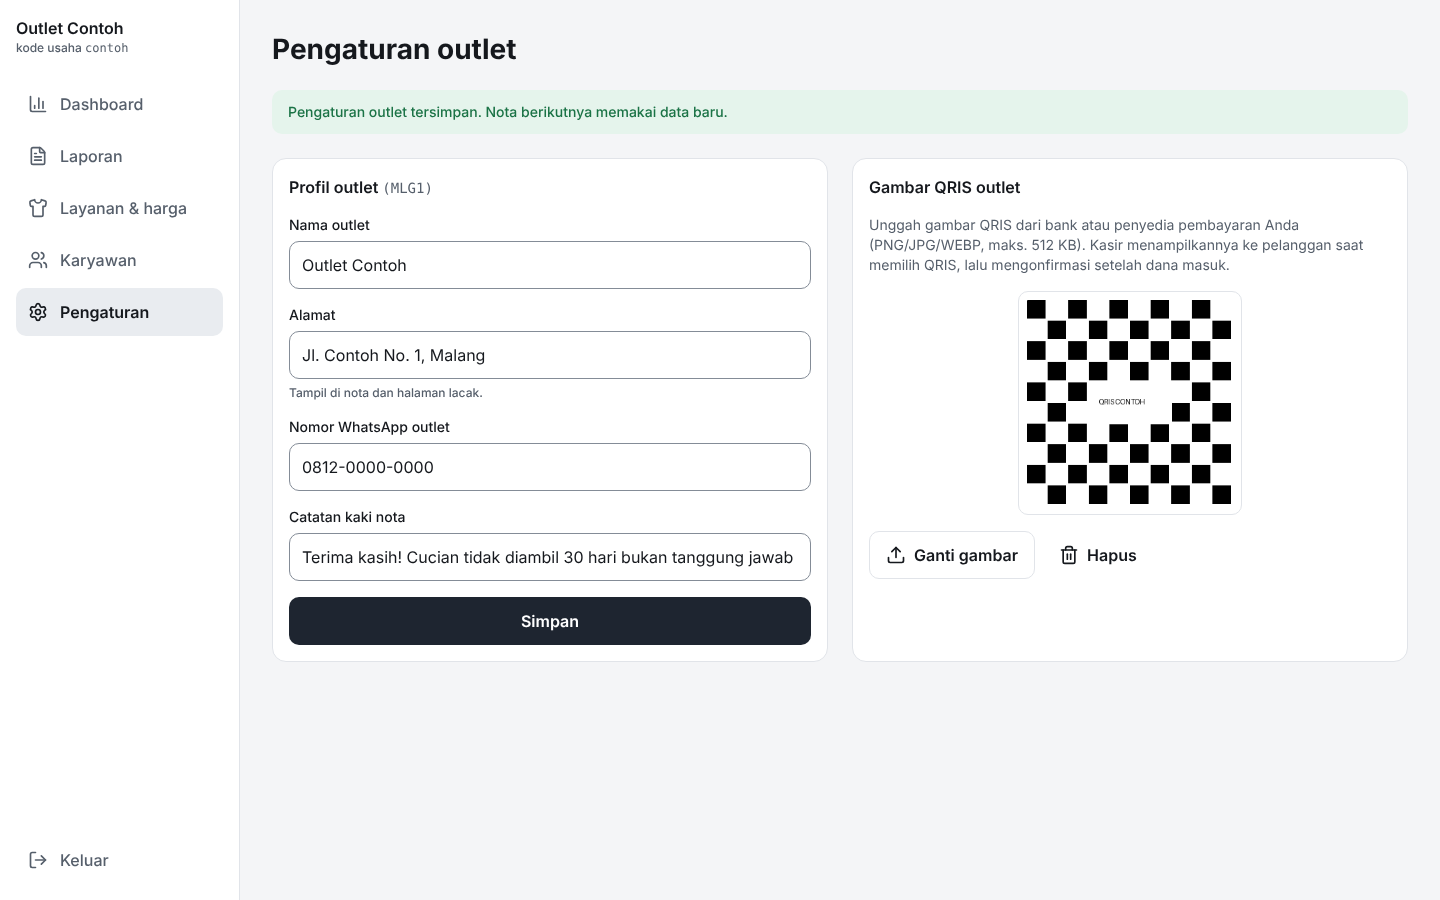 Outlet Contoh
kode usaha contoh
Dashboard
Laporan
Layanan & harga
Karyawan
Pengaturan
Keluar
Pengaturan outlet
Pengaturan outlet tersimpan. Nota berikutnya memakai data baru.
Profil outlet (MLG1)
Nama outlet
Outlet Contoh
Alamat
Jl. Contoh No. 1, Malang
Tampil di nota dan halaman lacak.
Nomor WhatsApp outlet
0812-0000-0000
Catatan kaki nota
Terima kasih! Cucian tidak diambil 30 hari bukan tanggung jawab
Simpan
Gambar QRIS outlet
Unggah gambar QRIS dari bank atau penyedia pembayaran Anda
(PNG/JPG/WEBP, maks. 512 KB). Kasir menampilkannya ke pelanggan saat
memilih QRIS, lalu mengonfirmasi setelah dana masuk.
QRIS CONTOH
Ganti gambar
Hapus